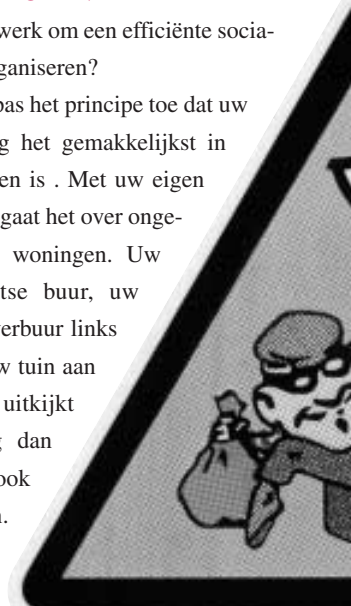 werk om een efficiënte socia-
ganiseren?
pas het principe toe dat uw
g het gemakkelijkst in
en is . Met uw eigen
gaat het over onge-
woningen. Uw
tse buur, uw
verbuur links
w tuin aan
uitkijkt
g dan
ook
n.